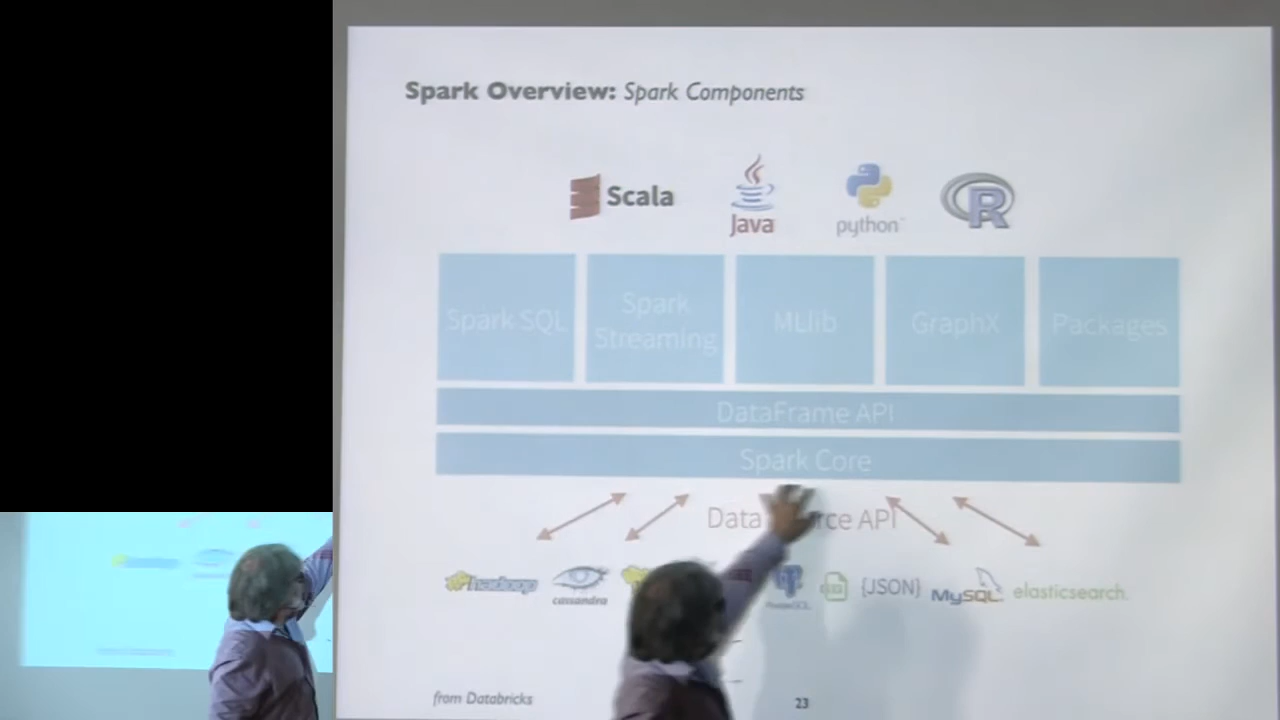 Spark Overview: Spark Components
Scala
Java
python
R
Spark SQL
Spark
Streaming
MLlib
GraphX
Packages
DataFrame API
Spark Core
Data rce API
hadoop
cassandra
{JSON}
MySQL
elasticsearch.
from Databricks
23